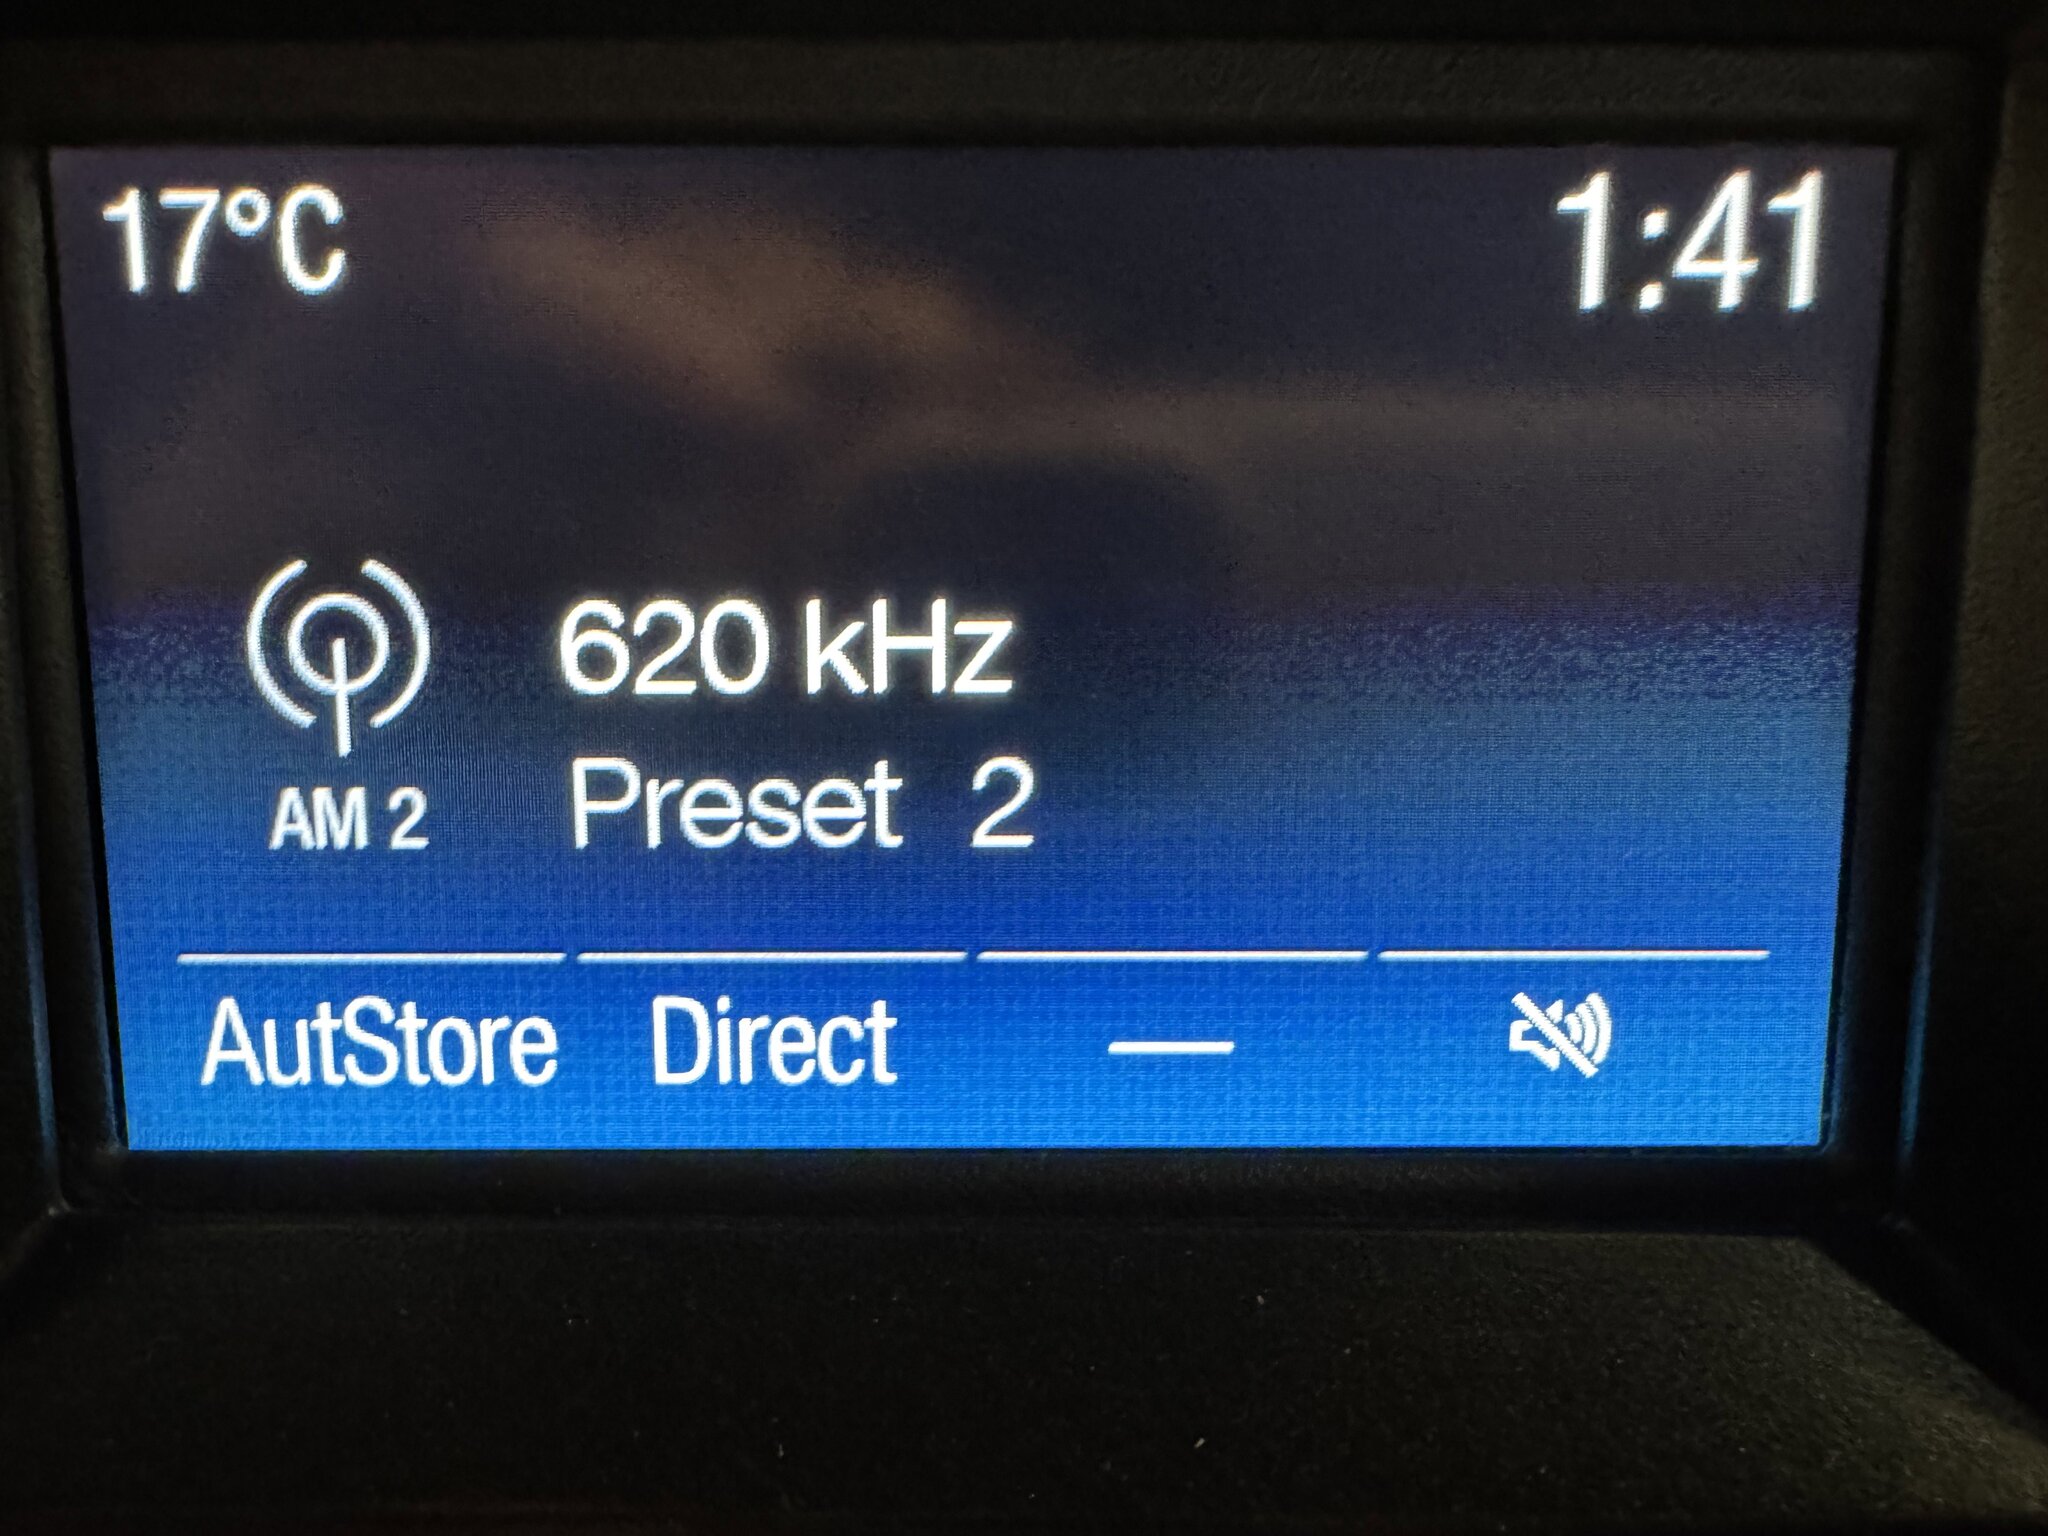 17°C 1:41
620 kHz
AM 2 Preset 2
AutStore Direct —